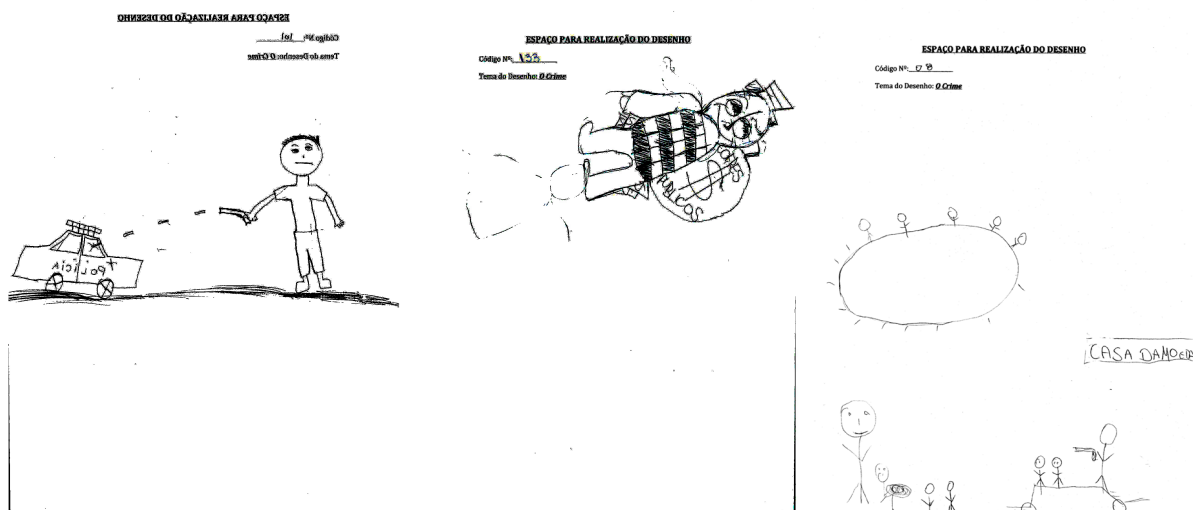 ESPAÇO PARA REALIZAÇÃO DO DESENHO
Código Nº: 101
Tema do Desenho: O Crime
POLÍCIA
ESPAÇO PARA REALIZAÇÃO DO DESENHO
Código Nº: 133
Tema do Desenho: O Crime
ESPAÇO PARA REALIZAÇÃO DO DESENHO
Código Nº: 08
Tema do Desenho: O Crime
CASA DA MOEDA